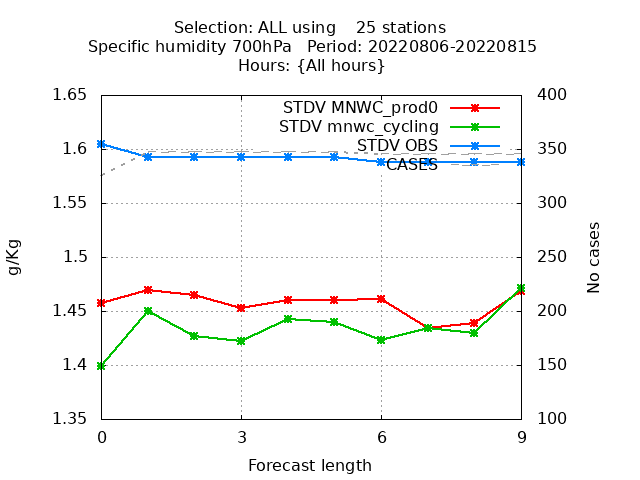 Selection: ALL using    25 stations
Specific humidity 700hPa   Period: 20220806-20220815
Hours: {All hours}
STDV MNWC_prod0
STDV mnwc_cycling
STDV OBS
CASES
1.65
1.6
1.55
1.5
1.45
1.4
1.35
g/Kg
400
350
300
250
200
150
100
No cases
0 3 6 9
Forecast length